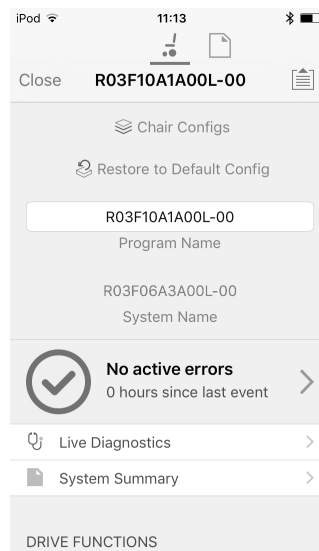 iPod 11:13
Close R03F10A1A00L-00
Chair Configs
Restore to Default Config
R03F10A1A00L-00
Program Name
R03F06A3A00L-00
System Name
No active errors
0 hours since last event
Live Diagnostics
System Summary
DRIVE FUNCTIONS